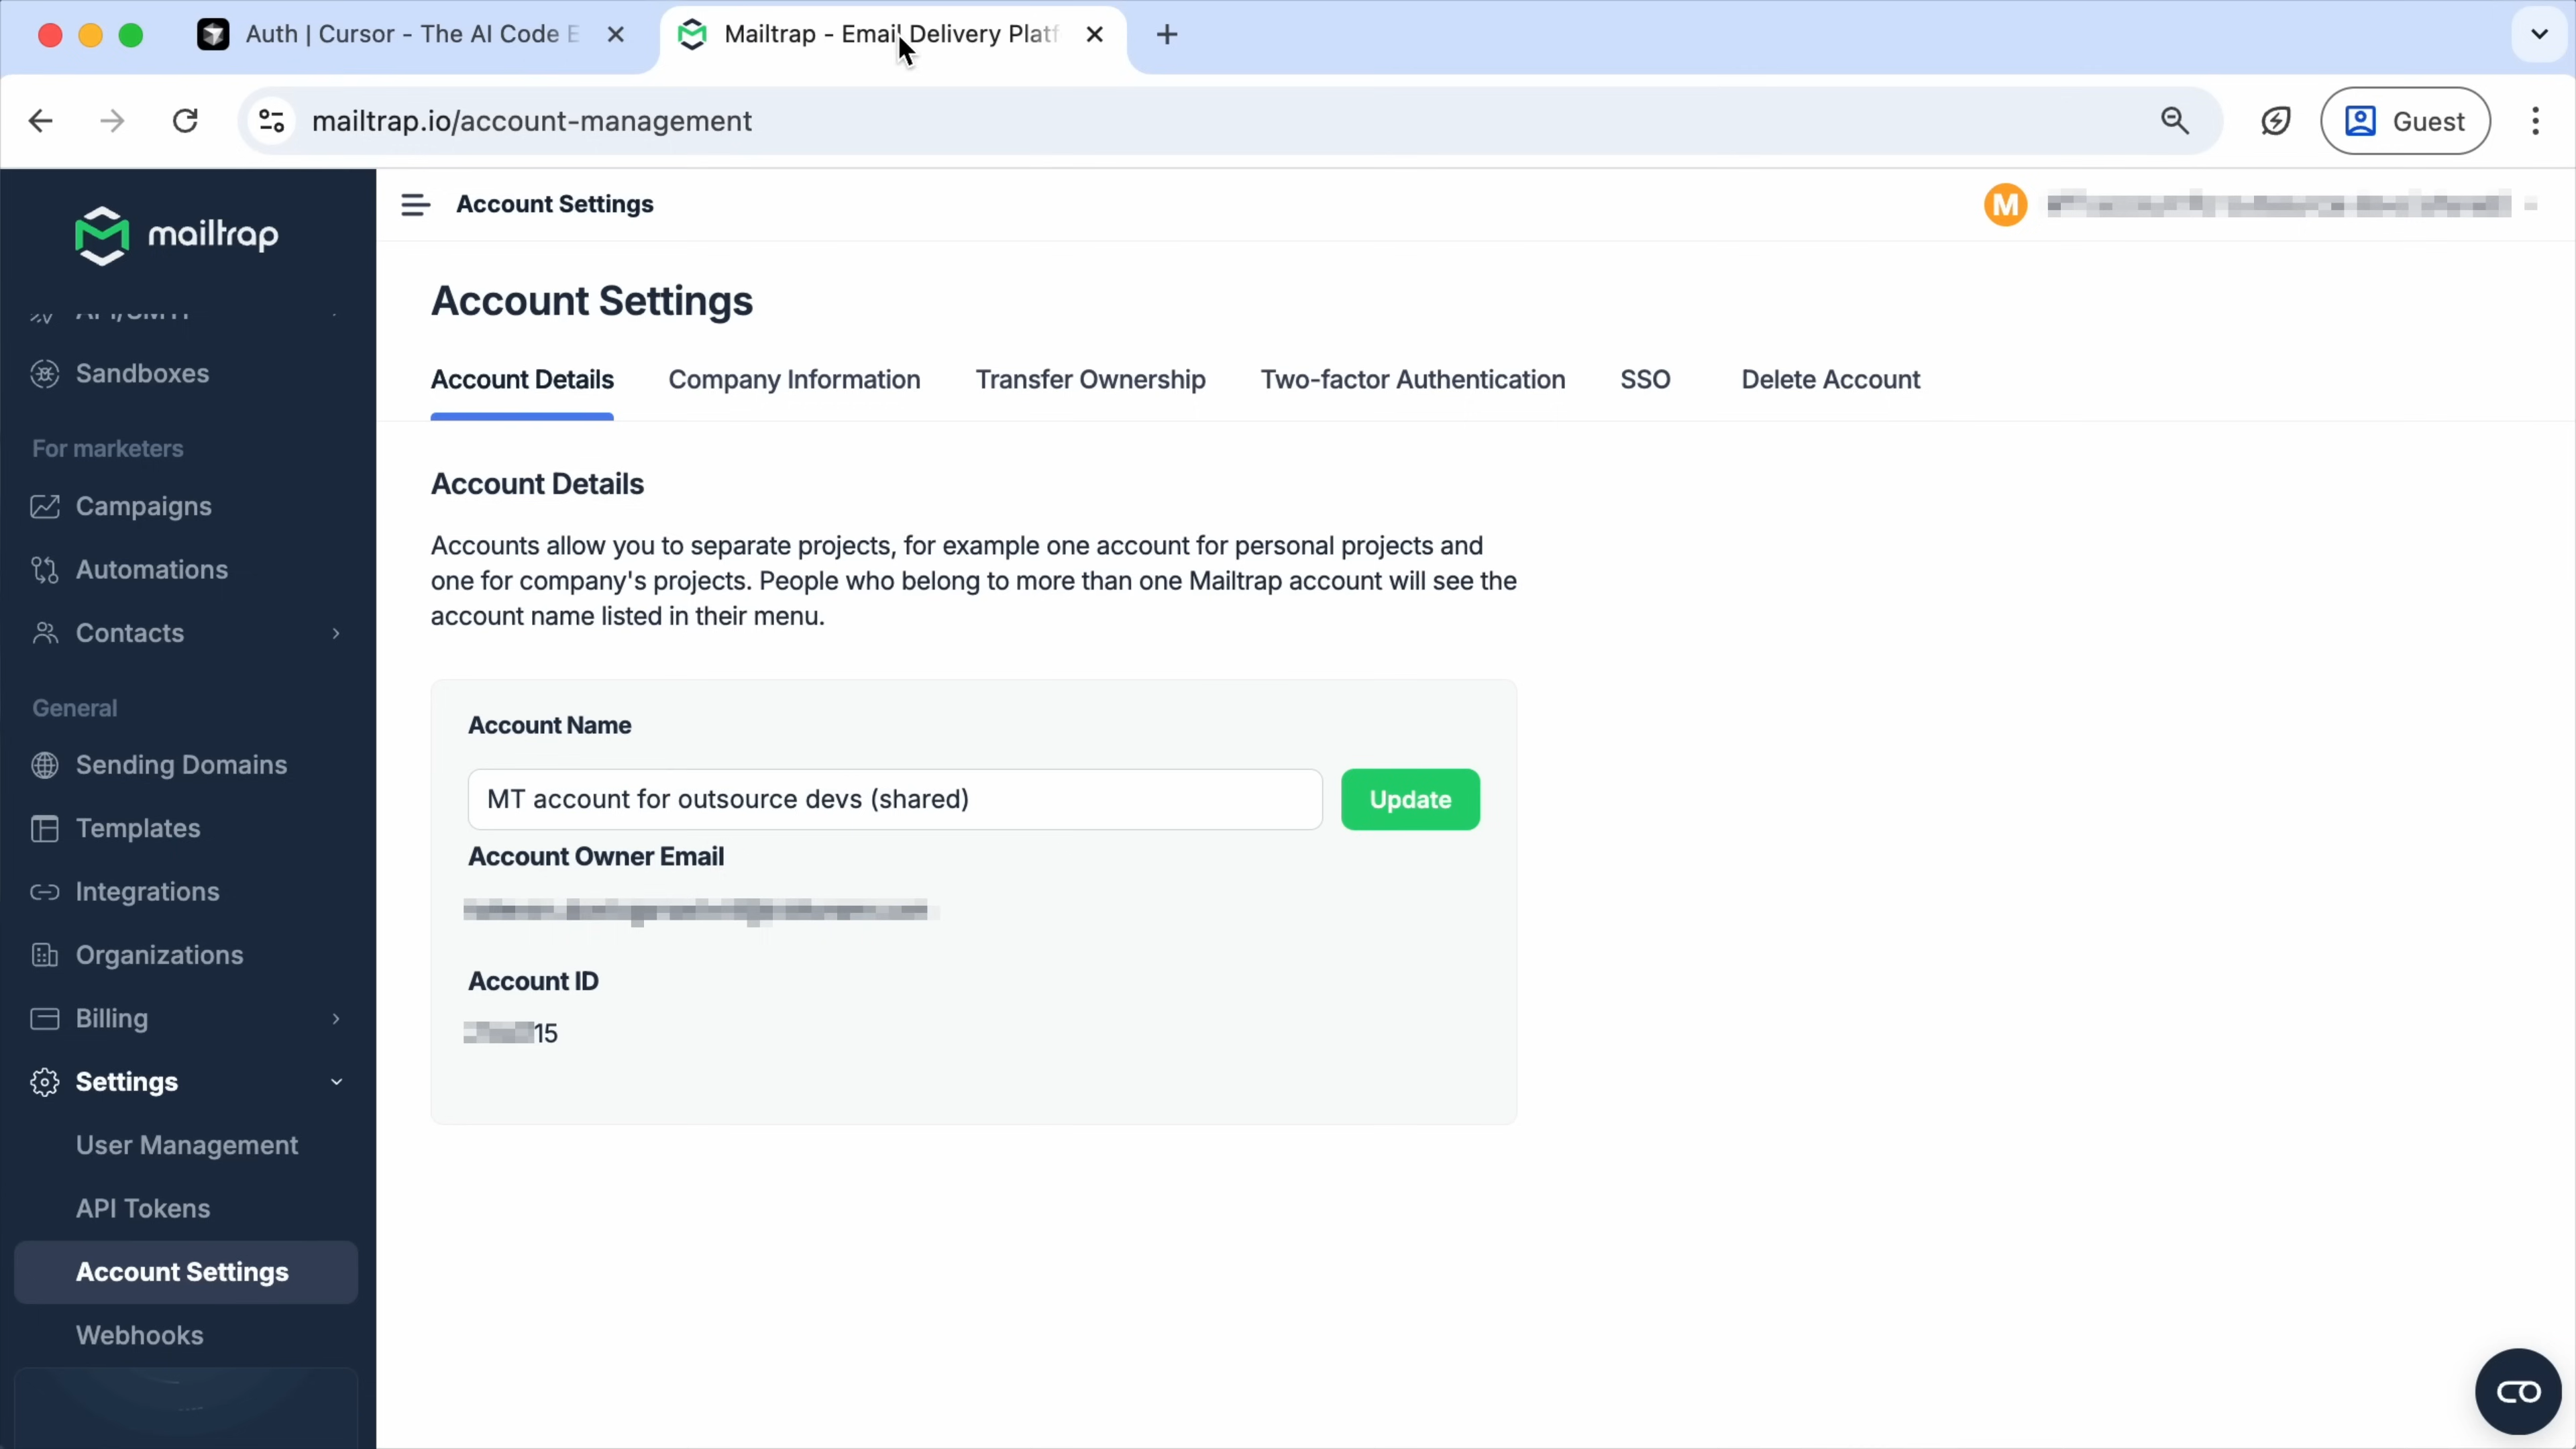 Auth | Cursor - The AI Code E
Mailtrap - Email Delivery Platf
mailtrap.io/account-management
Guest
mailtrap
Account Settings
M
API/SMTP
Sandboxes
For marketers
Campaigns
Automations
Contacts
General
Sending Domains
Templates
Integrations
Organizations
Billing
Settings
User Management
API Tokens
Account Settings
Webhooks
Account Settings
Account Details
Company Information
Transfer Ownership
Two-factor Authentication
SSO
Delete Account
Account Details
Accounts allow you to separate projects, for example one account for personal projects and
one for company's projects. People who belong to more than one Mailtrap account will see the
account name listed in their menu.
Account Name
MT account for outsource devs (shared)
Update
Account Owner Email
Account ID
15